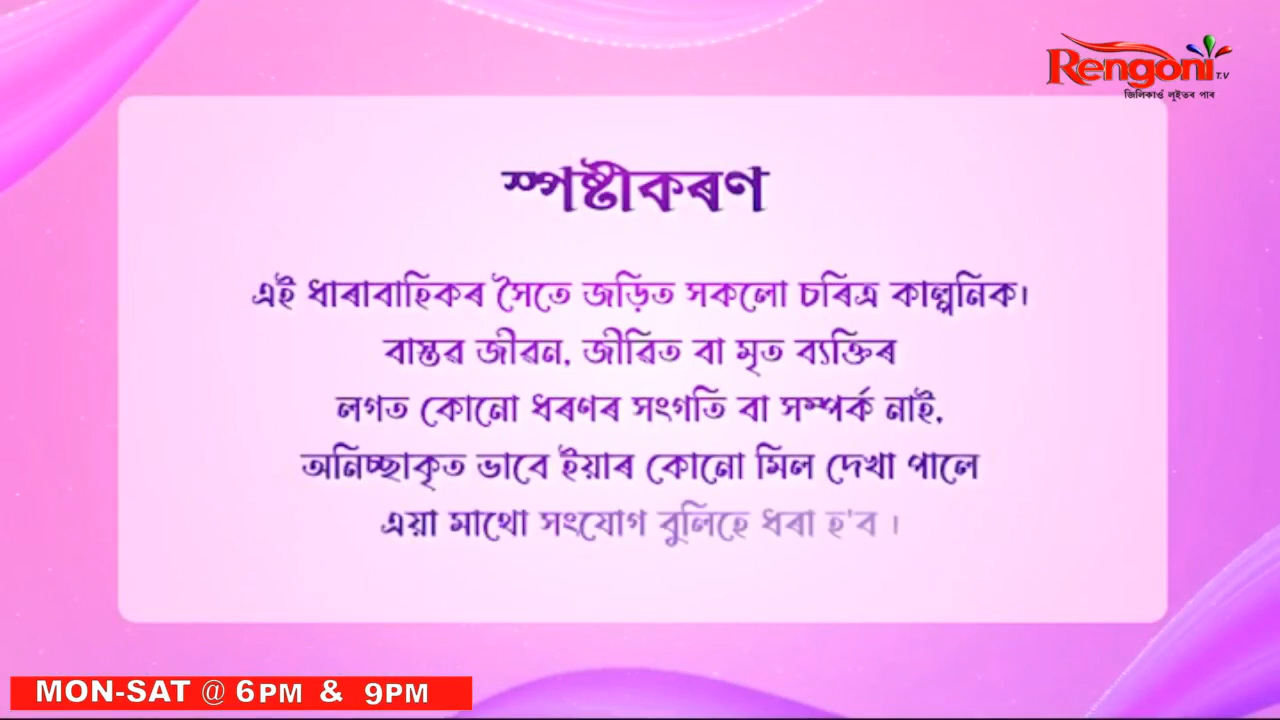 Rengoni T.V
জিলিকাওঁ লুইতৰ পাৰ
স্পষ্টীকৰণ
এই ধাৰাবাহিকৰ সৈতে জড়িত সকলো চৰিত্ৰ কাল্পনিক।
বাস্তৱ জীৱন, জীৱিত বা মৃত ব্যক্তিৰ
লগত কোনো ধৰণৰ সংগতি বা সম্পৰ্ক নাই,
অনিচ্ছাকৃত ভাবে ইয়াৰ কোনো মিল দেখা পালে
এয়া মাথো সংযোগ বুলিহে ধৰা হ'ব ।
MON-SAT @ 6PM & 9PM